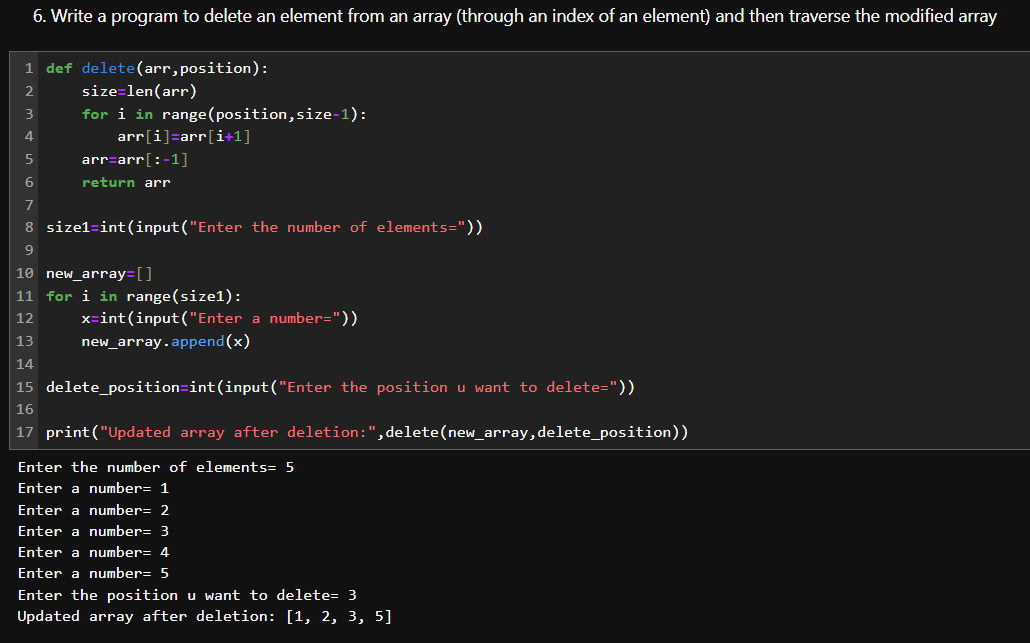 6. Write a program to delete an element from an array (through an index of an element) and then traverse the modified array
1 def delete(arr,position):
2     size=len(arr)
3     for i in range(position,size-1):
4         arr[i]=arr[i+1]
5     arr=arr[:-1]
6     return arr
7
8 size1=int(input("Enter the number of elements="))
9
10 new_array=[]
11 for i in range(size1):
12     x=int(input("Enter a number="))
13     new_array.append(x)
14
15 delete_position=int(input("Enter the position u want to delete="))
16
17 print("Updated array after deletion:",delete(new_array,delete_position))
Enter the number of elements= 5
Enter a number= 1
Enter a number= 2
Enter a number= 3
Enter a number= 4
Enter a number= 5
Enter the position u want to delete= 3
Updated array after deletion: [1, 2, 3, 5]